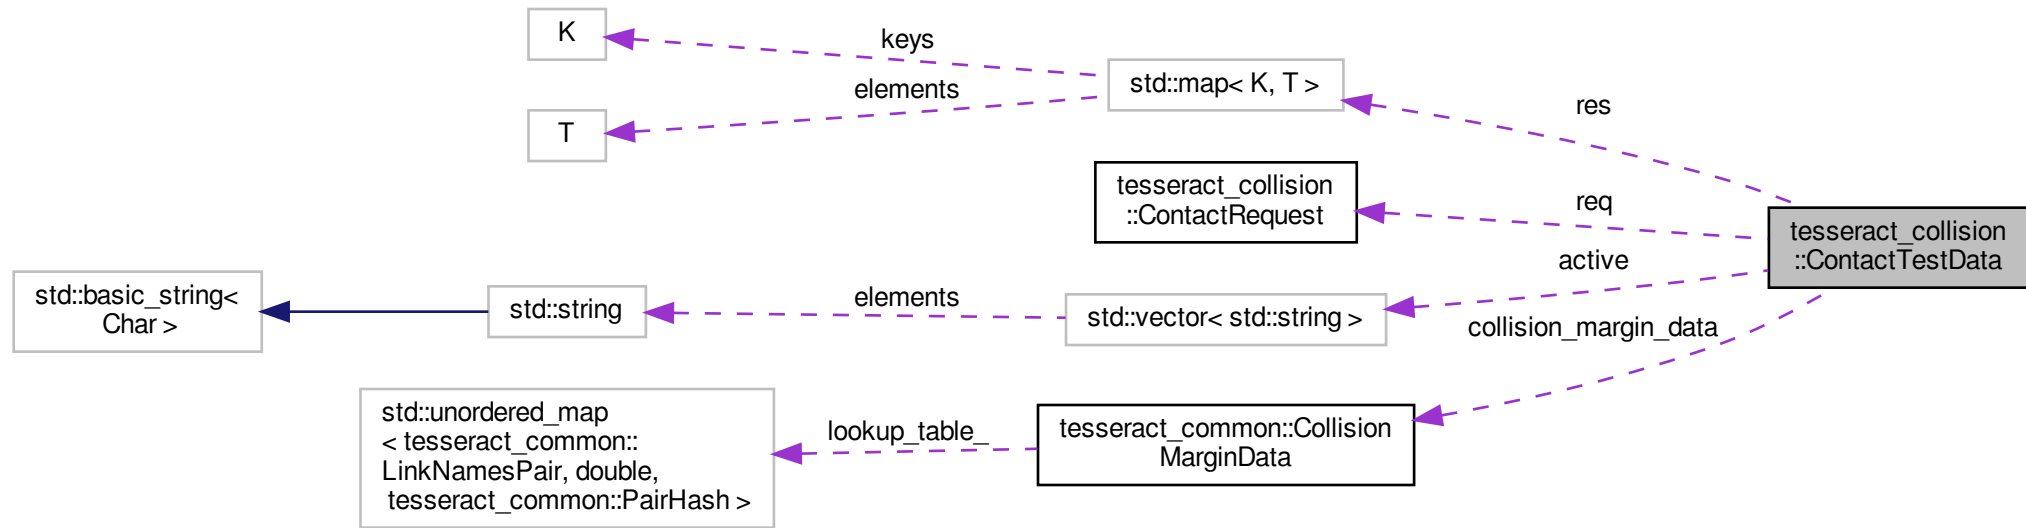 K
keys
T
elements
std::map< K, T >
res
tesseract_collision
::ContactRequest
req
tesseract_collision
::ContactTestData
active
std::basic_string<
Char >
std::string
elements
std::vector< std::string >
collision_margin_data
std::unordered_map
< tesseract_common::
LinkNamesPair, double,
tesseract_common::PairHash >
lookup_table_
tesseract_common::Collision
MarginData